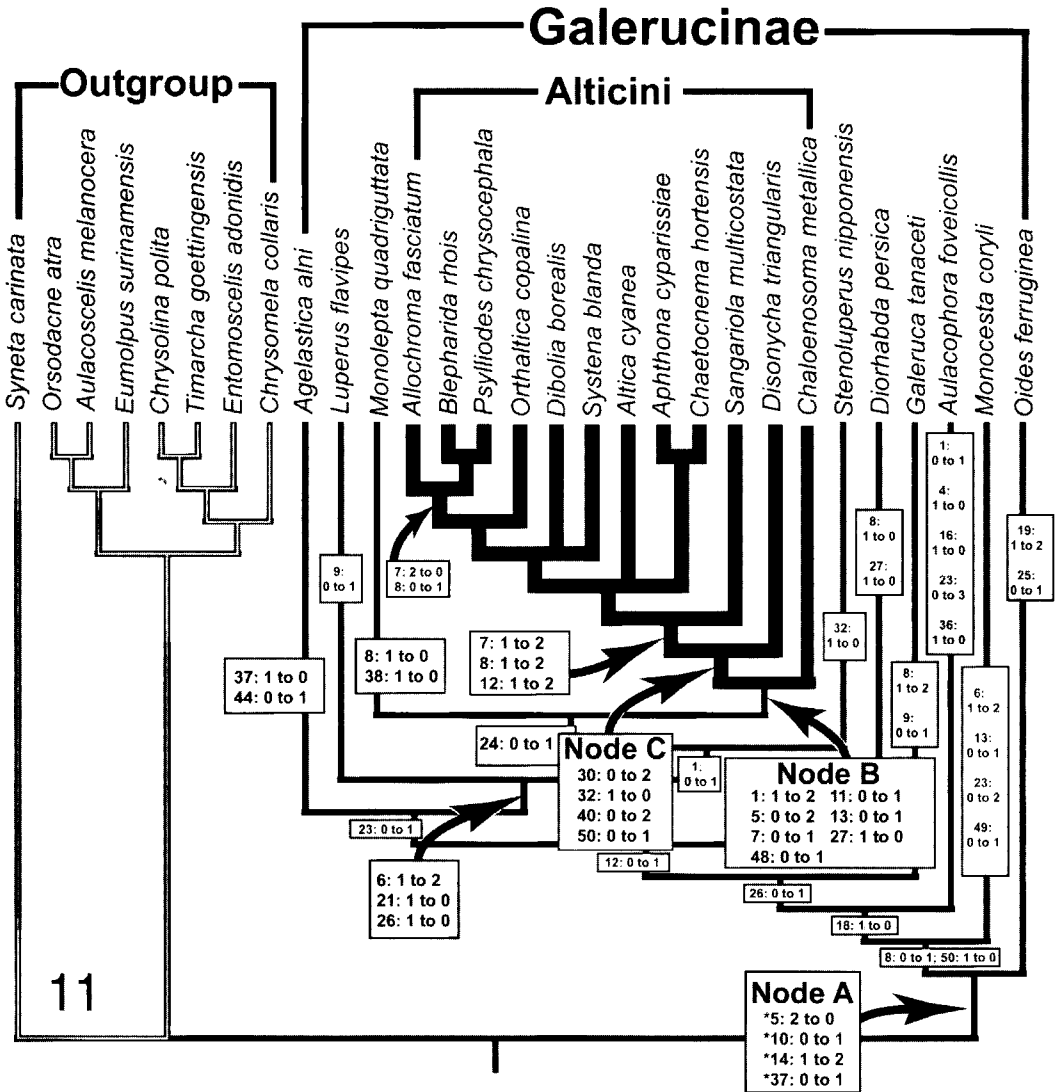 Galerucinae
Outgroup
Alticini
Syneta carinata
Orsodacne atra
Aulacoscelis melanocera
Eumolpus surinamensis
Chrysolina polita
Timarcha goettingensis
Entomoscelis adonidis
Chrysomela collaris
Agelastica alni
Luperus flavipes
Monolepta quadriguttata
Allochroma fasciatum
Blepharida rhois
Psylliodes chrysocephala
Orthaltica copalina
Dibolia borealis
Systena blanda
Altica cyanea
Aphthona cyparissiae
Chaetocnema hortensis
Sangariola multicostata
Disonycha triangularis
Chaloenosoma metallica
Stenoluperus nipponensis
Diorhabda persica
Galeruca tanaceti
Aulacophora foveicollis
Monocesta coryli
Oides ferruginea
1:
0 to 1
4:
1 to 0
16:
1 to 0
23:
0 to 3
36:
1 to 0
19:
1 to 2
25:
0 to 1
8:
1 to 0
27:
1 to 0
9:
0 to 1
7: 2 to 0
8: 0 to 1
32:
1 to 0
7: 1 to 2
8: 1 to 2
12: 1 to 2
8: 1 to 0
38: 1 to 0
37: 1 to 0
44: 0 to 1
8:
1 to 2
9:
0 to 1
6:
1 to 2
13:
0 to 1
23:
0 to 2
49:
0 to 1
24: 0 to 1
Node C
30: 0 to 2
32: 1 to 0
40: 0 to 2
50: 0 to 1
1:
0 to 1
Node B
1: 1 to 2 11: 0 to 1
5: 0 to 2 13: 0 to 1
7: 0 to 1 27: 1 to 0
48: 0 to 1
23: 0 to 1
12: 0 to 1
6: 1 to 2
21: 1 to 0
26: 1 to 0
26: 0 to 1
18: 1 to 0
8: 0 to 1; 50: 1 to 0
11
Node A
*5: 2 to 0
*10: 0 to 1
*14: 1 to 2
*37: 0 to 1